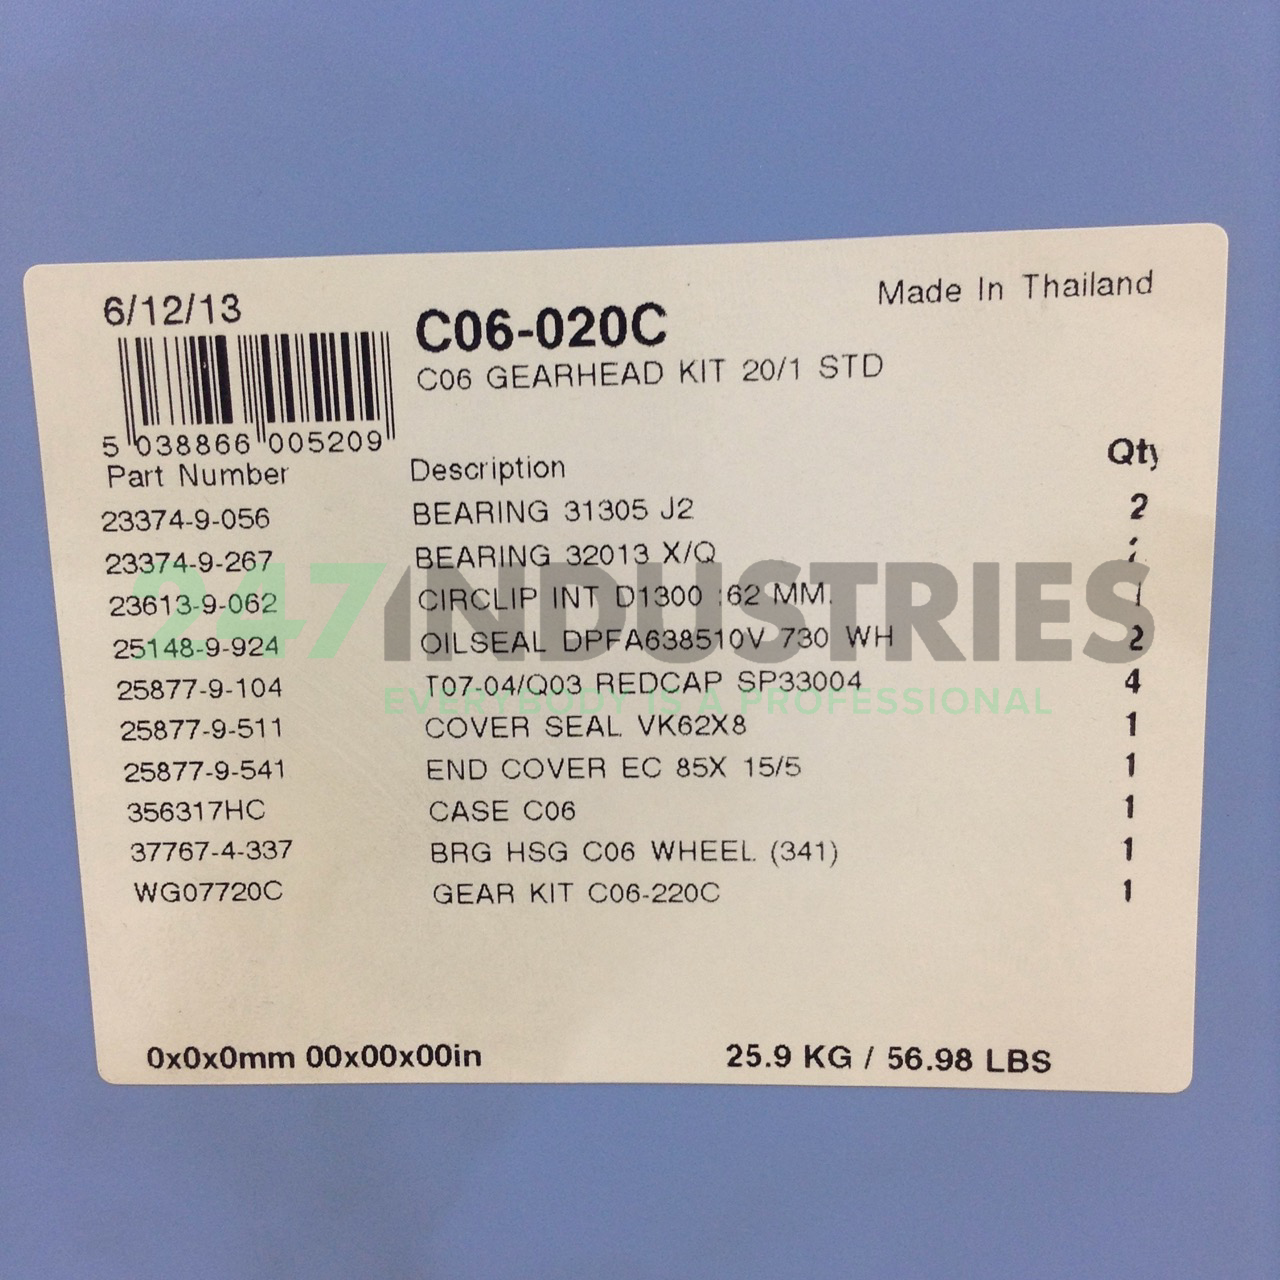 6/12/13
C06-020C
Made In Thailand
C06 GEARHEAD KIT 20/1 STD
5 038866 005209
Part Number Description Qty
23374-9-056 BEARING 31305 J2 2
23374-9-267 BEARING 32013 X/Q
23613-9-062 CIRCLIP INT D1300 :62 MM. 1
25148-9-924 OILSEAL DPFA638510V 730 WH 2
25877-9-104 T07-04/Q03 REDCAP SP33004 4
25877-9-511 COVER SEAL VK62X8 1
25877-9-541 END COVER EC 85X 15/5 1
356317HC CASE C06 1
37767-4-337 BRG HSG C06 WHEEL (341) 1
WG07720C GEAR KIT C06-220C 1
0x0x0mm 00x00x00in 25.9 KG / 56.98 LBS
247INDUSTRIES
EVERYBODY IS A PROFESSIONAL